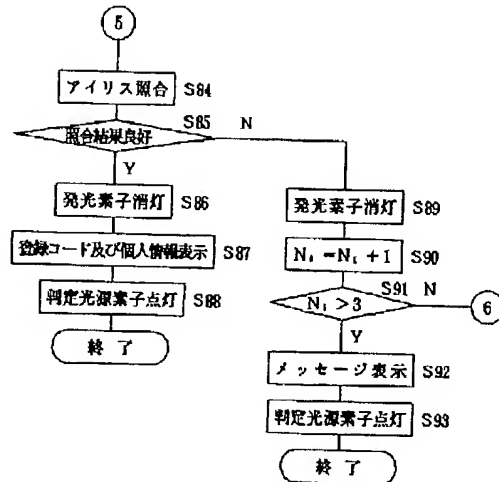 5
アイリス照合 S84
照合結果良好 S85 N
Y
発光素子消灯 S86
登録コード及び個人情報表示 S87
判定光源素子点灯 S88
終了
発光素子消灯 S89
Nᵢ=Nᵢ+1 S90
Nᵢ>3 S91 N
6
Y
メッセージ表示 S92
判定光源素子点灯 S93
終了